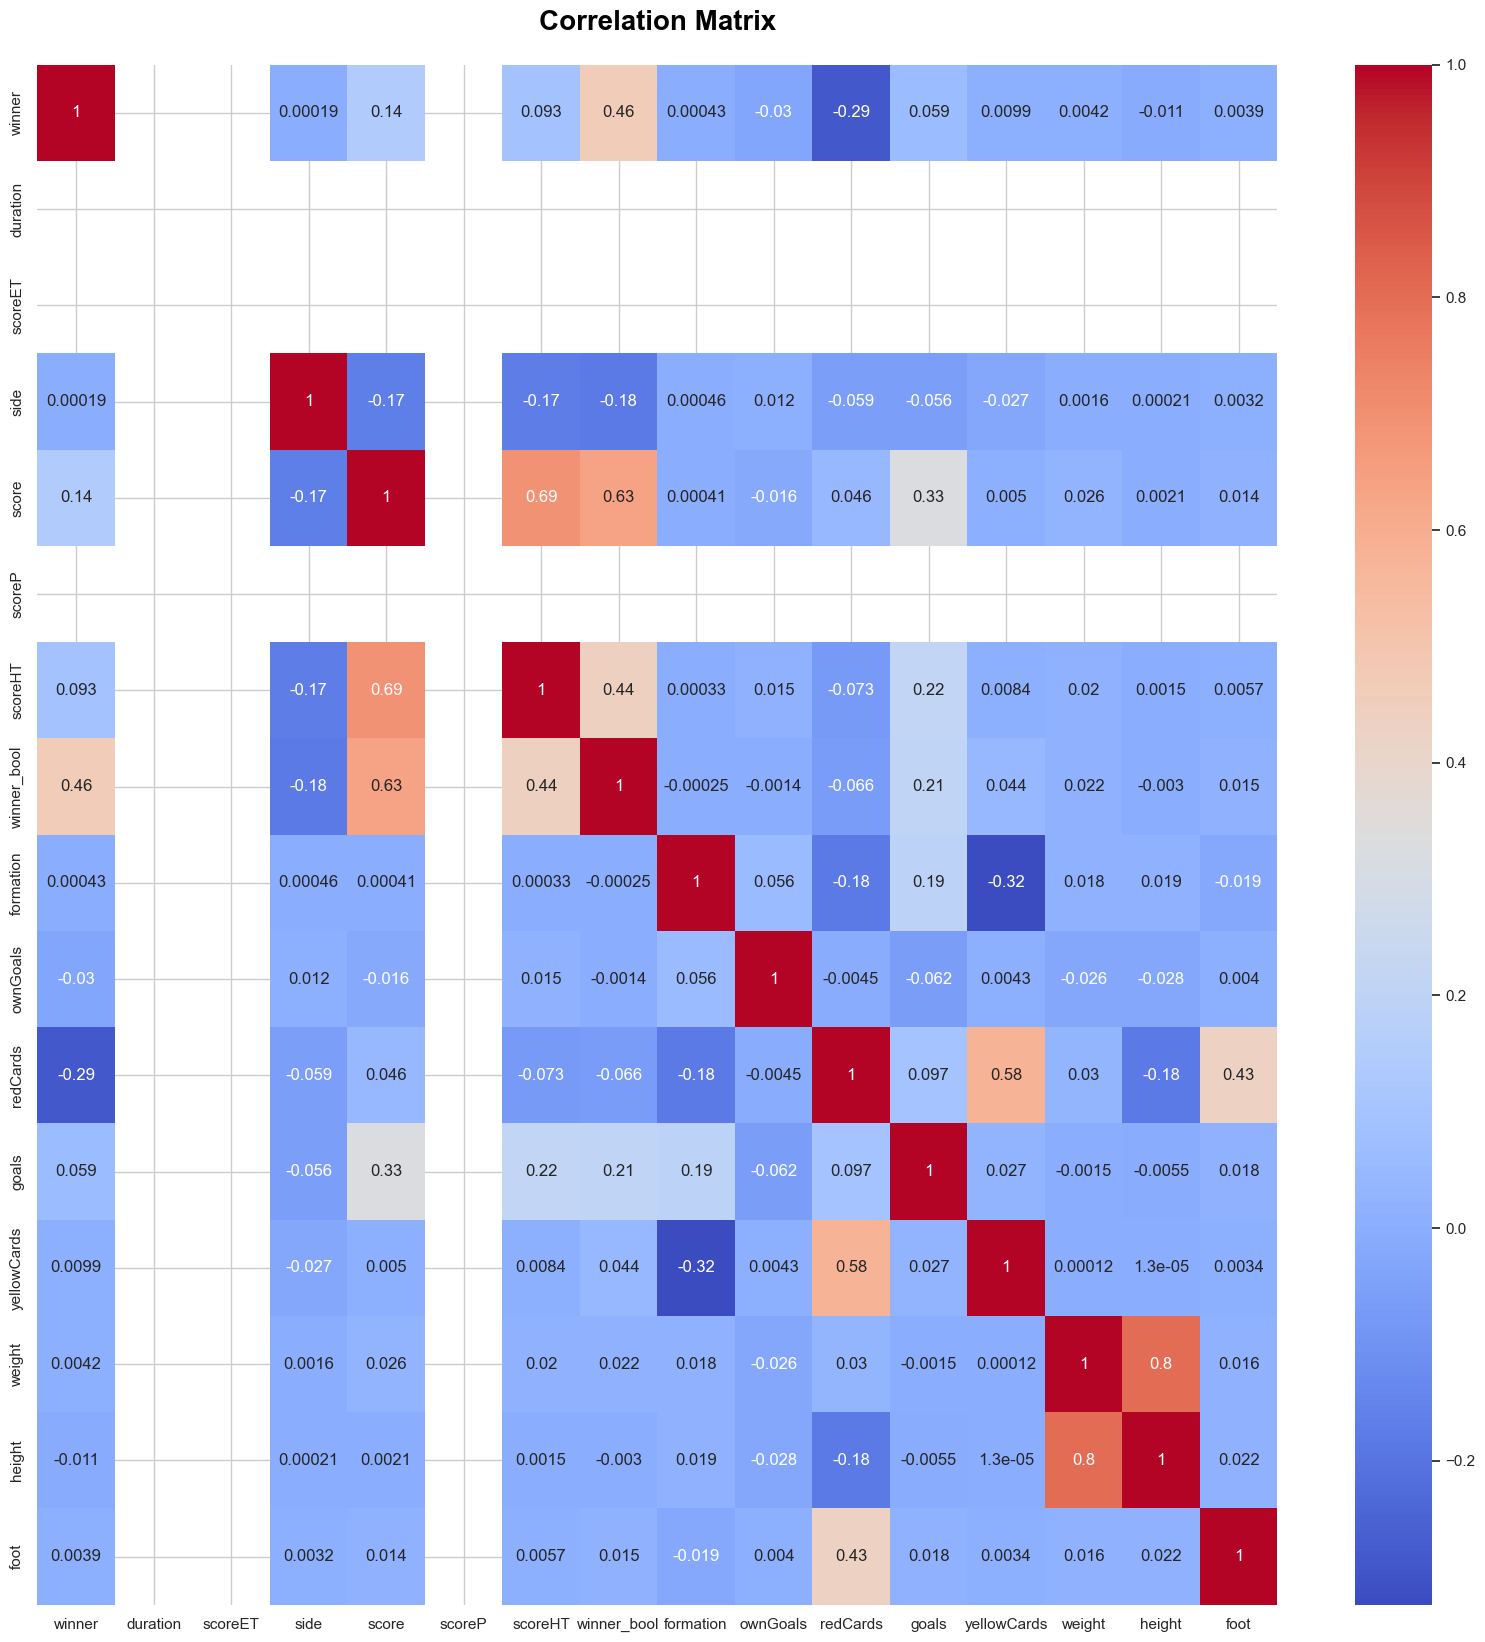 Correlation Matrix
winner 1 0.00019 0.14 0.093 0.46 0.00043 -0.03 -0.29 0.059 0.0099 0.0042 -0.011 0.0039
duration
scoreET
side 0.00019 1 -0.17 -0.17 -0.18 0.00046 0.012 -0.059 -0.056 -0.027 0.0016 0.00021 0.0032
score 0.14 -0.17 1 0.69 0.63 0.00041 -0.016 0.046 0.33 0.005 0.026 0.0021 0.014
scoreP
scoreHT 0.093 -0.17 0.69 1 0.44 0.00033 0.015 -0.073 0.22 0.0084 0.02 0.0015 0.0057
winner_bool 0.46 -0.18 0.63 0.44 1 -0.00025 -0.0014 -0.066 0.21 0.044 0.022 -0.003 0.015
formation 0.00043 0.00046 0.00041 0.00033 -0.00025 1 0.056 -0.18 0.19 -0.32 0.018 0.019 -0.019
ownGoals -0.03 0.012 -0.016 0.015 -0.0014 0.056 1 -0.0045 -0.062 0.0043 -0.026 -0.028 0.004
redCards -0.29 -0.059 0.046 -0.073 -0.066 -0.18 -0.0045 1 0.097 0.58 0.03 -0.18 0.43
goals 0.059 -0.056 0.33 0.22 0.21 0.19 -0.062 0.097 1 0.027 -0.0015 -0.0055 0.018
yellowCards 0.0099 -0.027 0.005 0.0084 0.044 -0.32 0.0043 0.58 0.027 1 0.00012 1.3e-05 0.0034
weight 0.0042 0.0016 0.026 0.02 0.022 0.018 -0.026 0.03 -0.0015 0.00012 1 0.8 0.016
height -0.011 0.00021 0.0021 0.0015 -0.003 0.019 -0.028 -0.18 -0.0055 1.3e-05 0.8 1 0.022
foot 0.0039 0.0032 0.014 0.0057 0.015 -0.019 0.004 0.43 0.018 0.0034 0.016 0.022 1
winner duration scoreET side score scoreP scoreHT winner_bool formation ownGoals redCards goals yellowCards weight height foot
1.0
0.8
0.6
0.4
0.2
0.0
−0.2